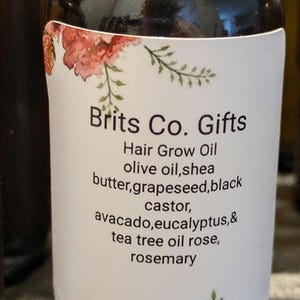 Brits Co. Gifts
Hair Grow Oil
olive oil,shea
butter,grapeseed,black
castor,
avacado,eucalyptus,&
tea tree oil rose,
rosemary